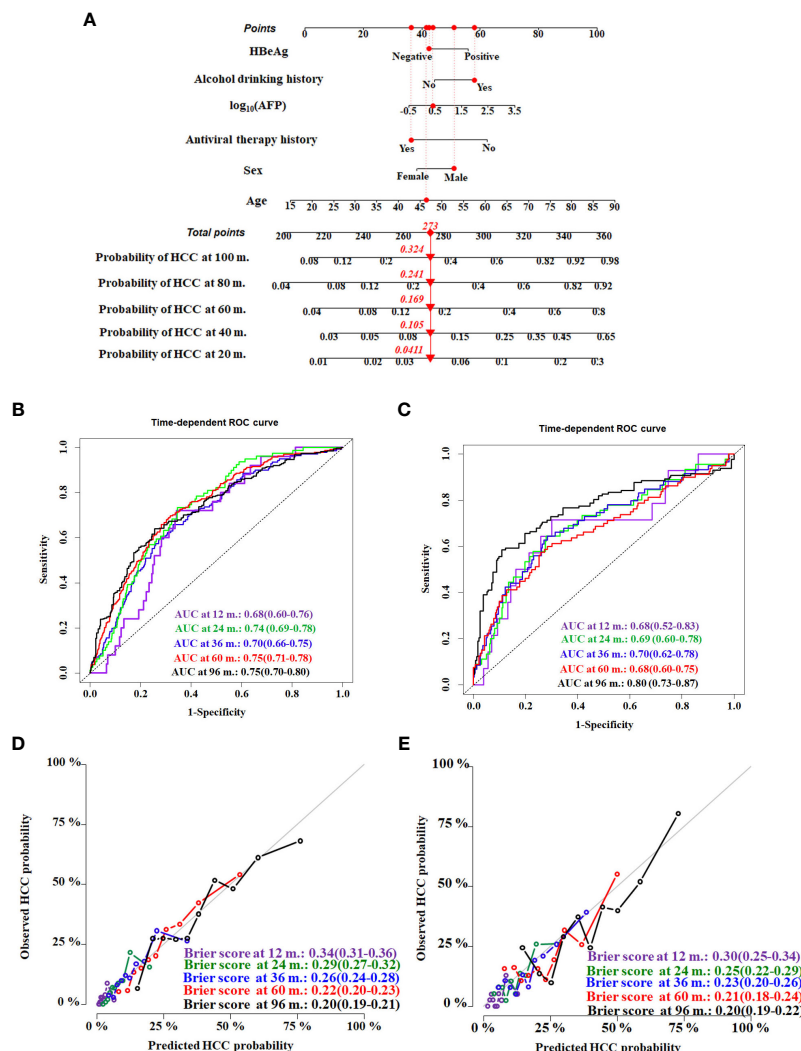 A
Points 0 20 40 60 80 100
HBeAg
Negative Positive
Alcohol drinking history
No Yes
log10(AFP)
-0.5 0.5 1.5 2.5 3.5
Antiviral therapy history
Yes No
Sex
Female Male
Age
15 20 25 30 35 40 45 50 55 60 65 70 75 80 85 90
273
Total points
200 220 240 260 280 300 320 340 360
0.324
Probability of HCC at 100 m.
0.08 0.12 0.2 0.4 0.6 0.82 0.92 0.98
0.241
Probability of HCC at 80 m.
0.04 0.08 0.12 0.2 0.4 0.6 0.82 0.92
0.169
Probability of HCC at 60 m.
0.04 0.08 0.12 0.2 0.4 0.6 0.8
0.105
Probability of HCC at 40 m.
0.03 0.05 0.08 0.15 0.25 0.35 0.45 0.65
0.0411
Probability of HCC at 20 m.
0.01 0.02 0.03 0.06 0.1 0.2 0.3
B
Time-dependent ROC curve
Sensitivity
1.0
0.8
0.6
0.4
0.2
0.0
AUC at 12 m.: 0.68(0.60-0.76)
AUC at 24 m.: 0.74 (0.69-0.78)
AUC at 36 m.: 0.70(0.66-0.75)
AUC at 60 m.: 0.75(0.71-0.78)
AUC at 96 m.: 0.75(0.70-0.80)
0.0 0.2 0.4 0.6 0.8 1.0
1-Specificity
C
Time-dependent ROC curve
Sensitivity
1.0
0.8
0.6
0.4
0.2
0.0
AUC at 12 m.: 0.68(0.52-0.83)
AUC at 24 m.: 0.69 (0.60-0.78)
AUC at 36 m.: 0.70(0.62-0.78)
AUC at 60 m.: 0.68(0.60-0.75)
AUC at 96 m.: 0.80(0.73-0.87)
0.0 0.2 0.4 0.6 0.8 1.0
1-Specificity
D
Observed HCC probability
100 %
75 %
50 %
25 %
0 %
Brier score at 12 m.: 0.34(0.31-0.36)
Brier score at 24 m.: 0.29(0.27-0.32)
Brier score at 36 m.: 0.26(0.24-0.28)
Brier score at 60 m.: 0.22(0.20-0.23)
Brier score at 96 m.: 0.20(0.19-0.21)
0 % 25 % 50 % 75 % 100 %
Predicted HCC probability
E
Observed HCC probability
100 %
75 %
50 %
25 %
0 %
Brier score at 12 m.: 0.30(0.25-0.34)
Brier score at 24 m.: 0.25(0.22-0.29)
Brier score at 36 m.: 0.23(0.20-0.26)
Brier score at 60 m.: 0.21(0.18-0.24)
Brier score at 96 m.: 0.20(0.19-0.22)
0 % 25 % 50 % 75 % 100 %
Predicted HCC probability